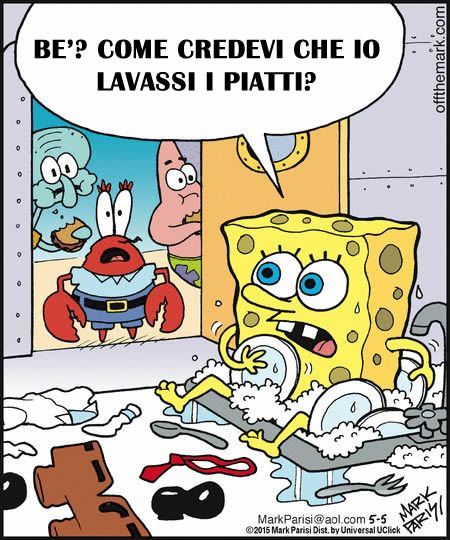 BE'? COME CREDEVI CHE IO
LAVASSI I PIATTI?
offthemark.com
MARK
PARISI
MarkParisi@aol.com 5-5
©2015 Mark Parisi Dist. by Universal UClick